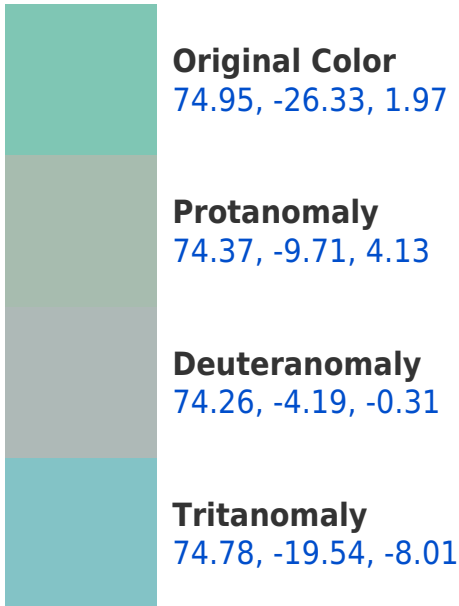 Original Color
74.95, -26.33, 1.97
Protanomaly
74.37, -9.71, 4.13
Deuteranomaly
74.26, -4.19, -0.31
Tritanomaly
74.78, -19.54, -8.01